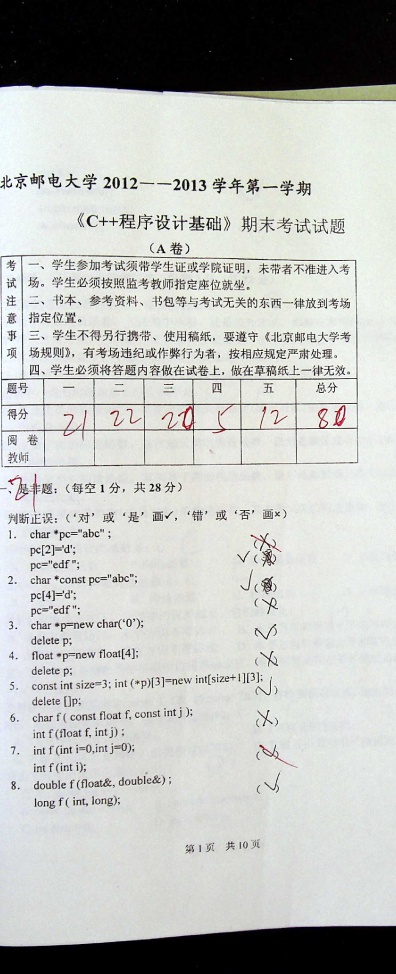 北京邮电大学 2012——2013 学年第一学期
《C++程序设计基础》期末考试试题
(A 卷)
考试注意事项
一、学生参加考试须带学生证或学院证明，未带者不准进入考
场。学生必须按照监考教师指定座位就坐。
二、书本、参考资料、书包等与考试无关的东西一律放到考场
指定位置。
三、学生不得另行携带、使用稿纸，要遵守《北京邮电大学考
场规则》，有考场违纪或作弊行为者，按相应规定严肃处理。
四、学生必须将答题内容做在试卷上，做在草稿纸上一律无效。
题号 一 二 三 四 五 总分
得分 21 22 20 5 12 80
阅 卷
教师
21
一、是非题：（每空 1 分，共 28 分）
判断正误：（‘对’或‘是’画✓，‘错’或‘否’画×）
1. char *pc="abc" ;
pc[2]='d'; (×)
pc="edf "; ✓ ( )
2. char *const pc="abc";
pc[4]='d'; ✓ ( )
pc="edf "; (×)
3. char *p=new char(‘0’);
delete p; (✓)
4. float *p=new float[4];
delete p; (×)
5. const int size=3; int (*p)[3]=new int[size+1][3];
delete []p; (✓)
6. char f ( const float f, const int j );
int f (float f, int j) ; (×)
7. int f (int i=0,int j=0);
int f (int i);
8. double f (float&, double&) ;
long f ( int, long); (✓)
第 1 页 共 10 页